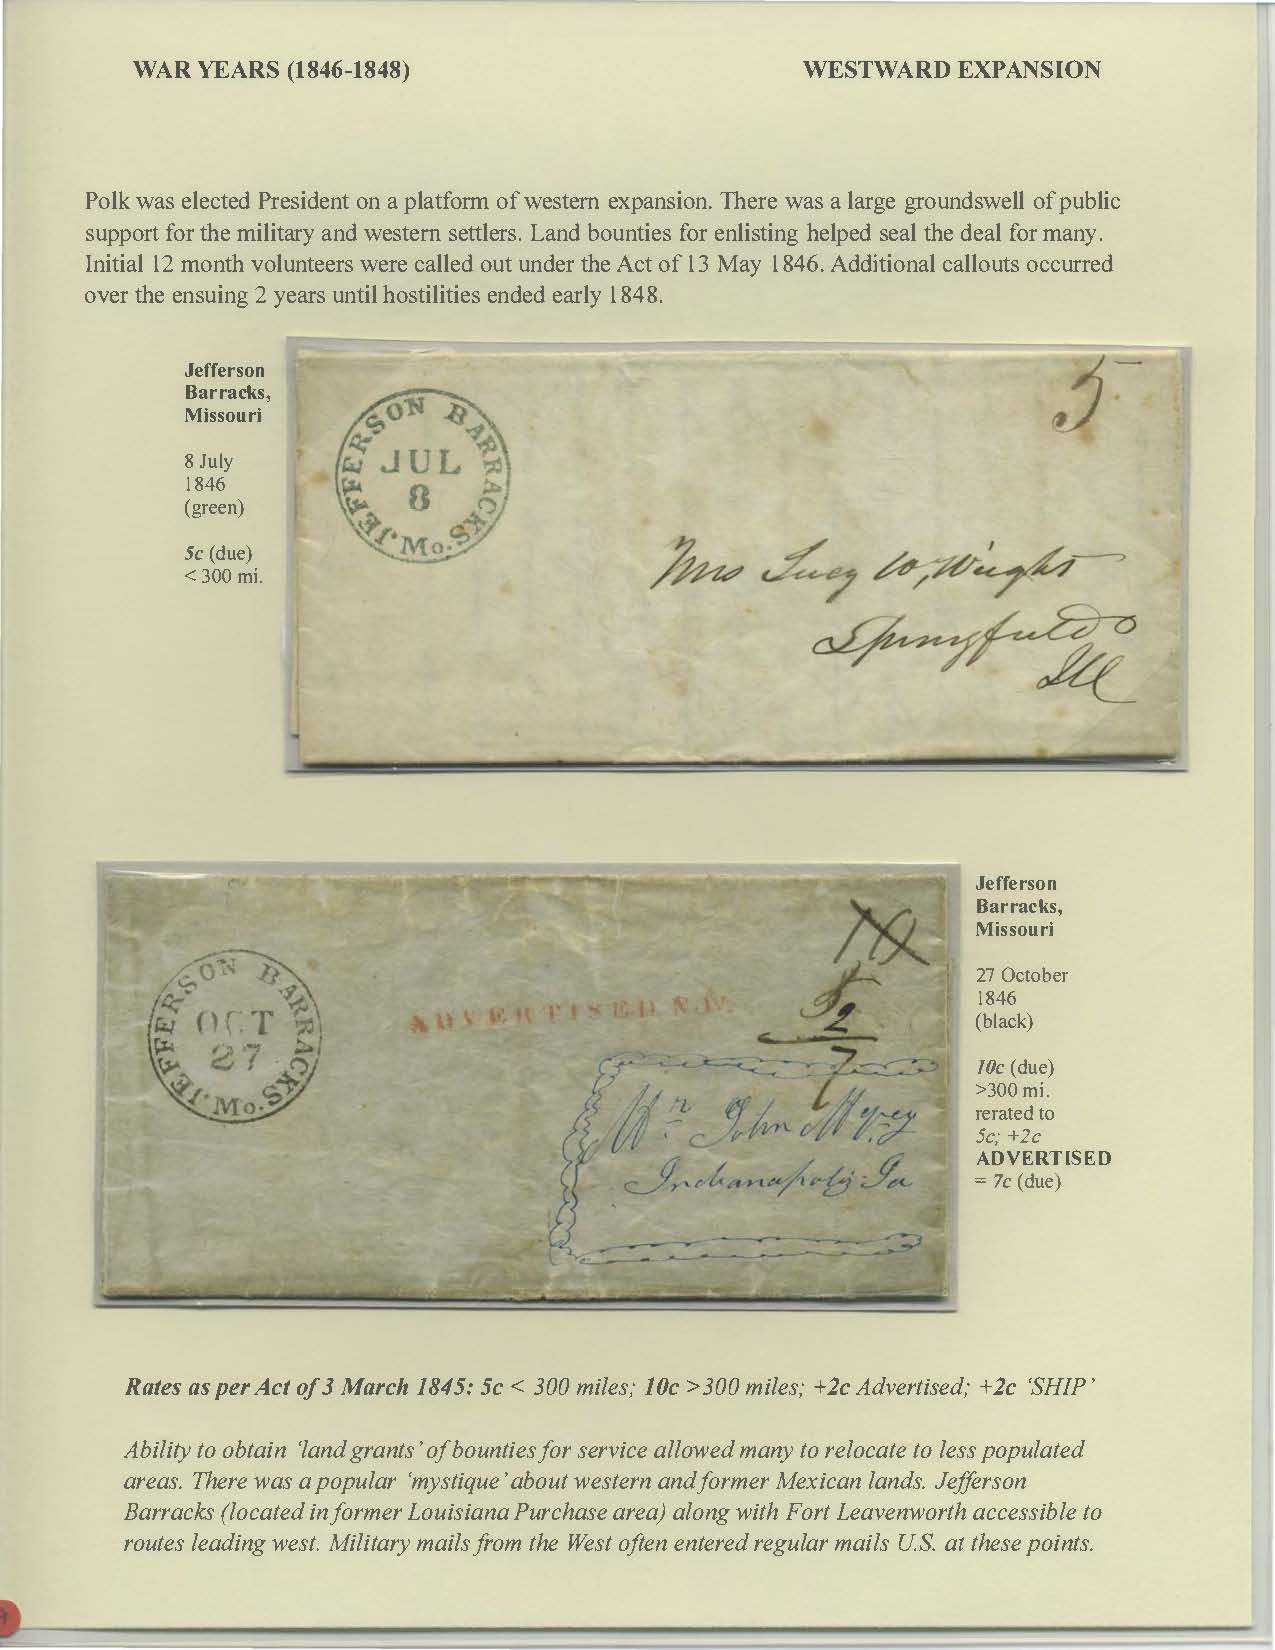 WAR YEARS (1846-1848)
WESTWARD EXPANSION
Polk was elected President on a platform of western expansion. There was a large groundswell of public
support for the military and western settlers. Land bounties for enlisting helped seal the deal for many.
Initial 12 month volunteers were called out under the Act of 13 May 1846. Additional callouts occurred
over the ensuing 2 years until hostilities ended early 1848.
Jefferson
Barracks,
Missouri
8 July
1846
(green)
5c (due)
< 300 mi.
JEFFERSON BARRACKS
JUL
8
Mo.
5
Mrs Lucy W, Wright
Springfield
Ill
JEFFERSON BARRACKS
OCT
27
Mo.
ADVERTISED
10
5
2
7
Mr John
Indianapolis Ia
Jefferson
Barracks,
Missouri
27 October
1846
(black)
10c (due)
>300 mi.
rerated to
5c; +2c
ADVERTISED
= 7c (due)
Rates as per Act of 3 March 1845: 5c < 300 miles; 10c >300 miles; +2c Advertised; +2c ‘SHIP’
Ability to obtain ‘land grants’ of bounties for service allowed many to relocate to less populated
areas. There was a popular ‘mystique’ about western and former Mexican lands. Jefferson
Barracks (located in former Louisiana Purchase area) along with Fort Leavenworth accessible to
routes leading west. Military mails from the West often entered regular mails U.S. at these points.